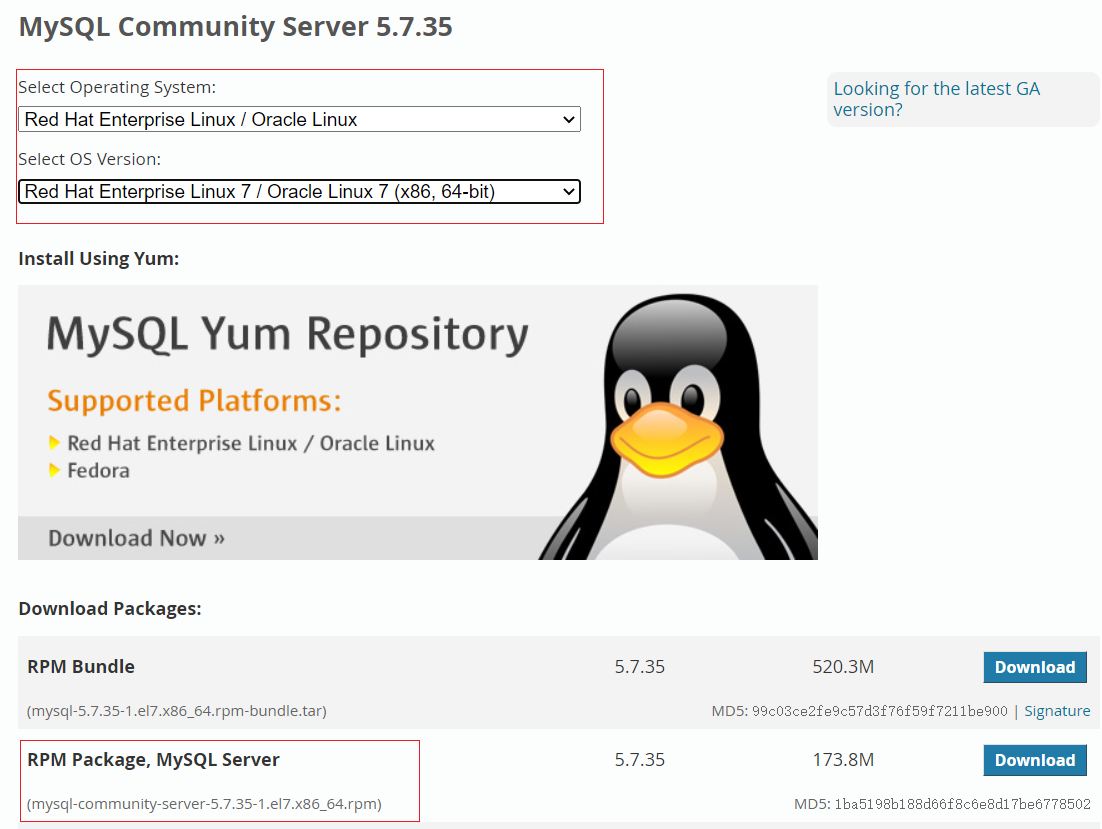 MySQL Community Server 5.7.35
Select Operating System:
Looking for the latest GA
version?
Red Hat Enterprise Linux / Oracle Linux
Select OS Version:
Red Hat Enterprise Linux 7 / Oracle Linux 7 (x86, 64-bit)
Install Using Yum:
MySQL Yum Repository
Supported Platforms:
Red Hat Enterprise Linux / Oracle Linux
Fedora
Download Now »
Download Packages:
RPM Bundle 5.7.35 520.3M Download
(mysql-5.7.35-1.el7.x86_64.rpm-bundle.tar) MD5: 99c03ce2fe9c57d3f76f59f7211be900 | Signature
RPM Package, MySQL Server 5.7.35 173.8M Download
(mysql-community-server-5.7.35-1.el7.x86_64.rpm) MD5: 1ba5198b188d66f8c6e8d17be6778502